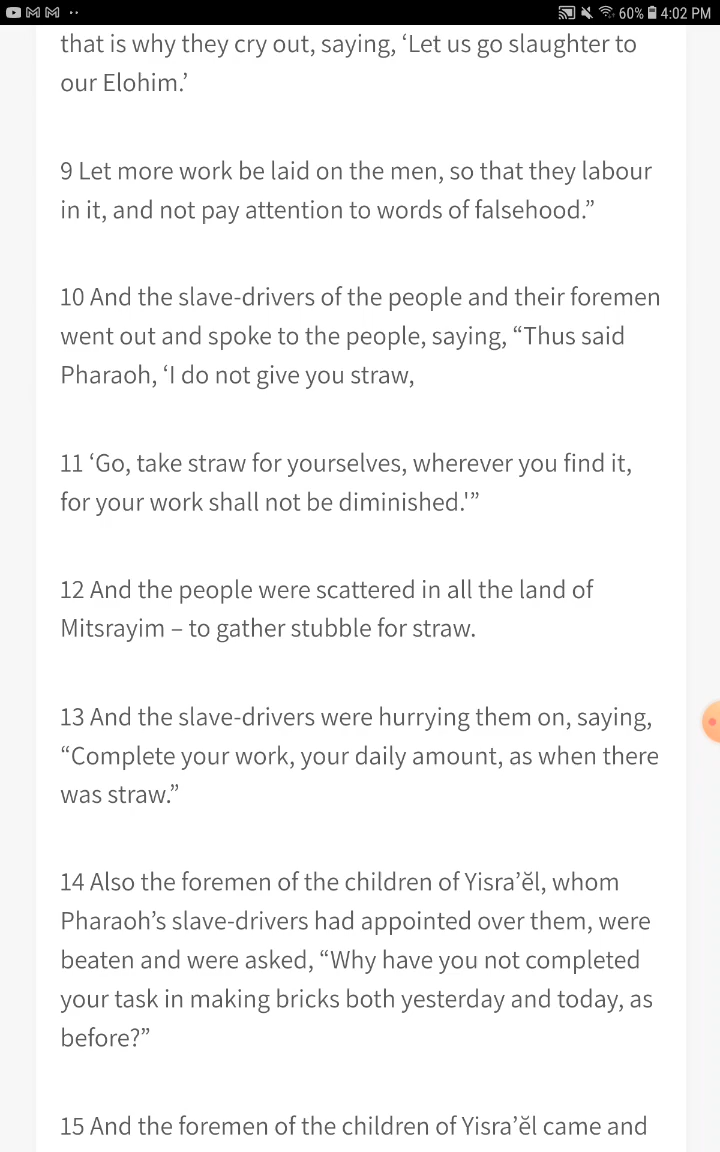 60% 4:02 PM
that is why they cry out, saying, ‘Let us go slaughter to
our Elohim.’
9 Let more work be laid on the men, so that they labour
in it, and not pay attention to words of falsehood.”
10 And the slave-drivers of the people and their foremen
went out and spoke to the people, saying, “Thus said
Pharaoh, ‘I do not give you straw,
11 ‘Go, take straw for yourselves, wherever you find it,
for your work shall not be diminished.'”
12 And the people were scattered in all the land of
Mitsrayim – to gather stubble for straw.
13 And the slave-drivers were hurrying them on, saying,
“Complete your work, your daily amount, as when there
was straw.”
14 Also the foremen of the children of Yisra’ĕl, whom
Pharaoh’s slave-drivers had appointed over them, were
beaten and were asked, “Why have you not completed
your task in making bricks both yesterday and today, as
before?”
15 And the foremen of the children of Yisra’ĕl came and